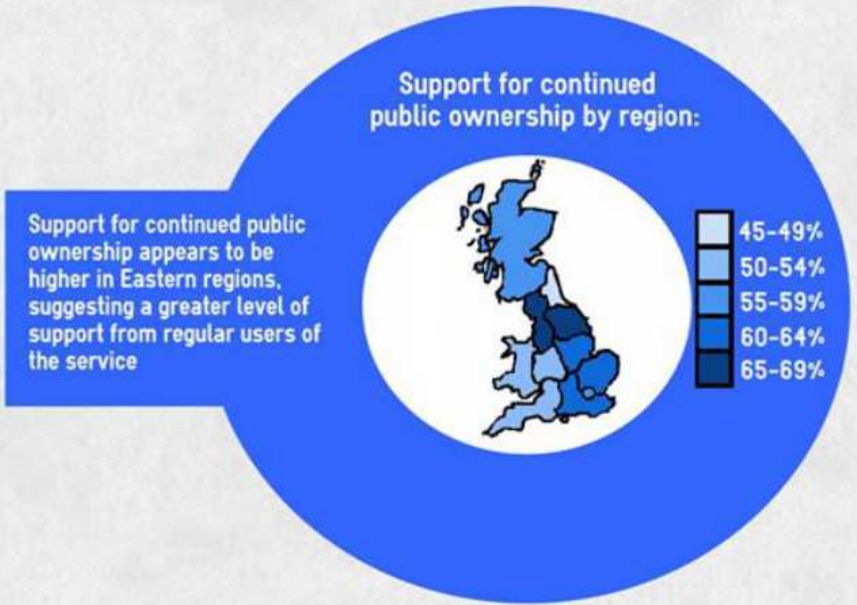 Support for continued
public ownership by region:
Support for continued public
ownership appears to be
higher in Eastern regions,
suggesting a greater level of
support from regular users of
the service
45-49%
50-54%
55-59%
60-64%
65-69%